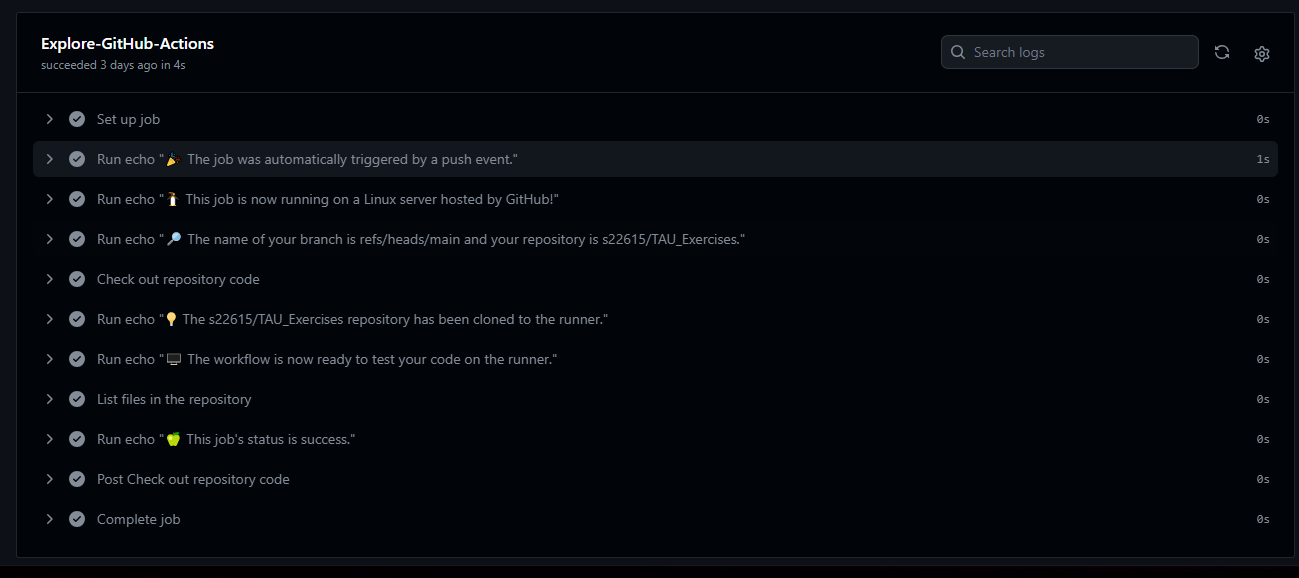 Explore-GitHub-Actions
succeeded 3 days ago in 4s
Search logs
Set up job 0s
Run echo "🎉 The job was automatically triggered by a push event." 1s
Run echo "🐧 This job is now running on a Linux server hosted by GitHub!" 0s
Run echo "🔎 The name of your branch is refs/heads/main and your repository is s22615/TAU_Exercises." 0s
Check out repository code 0s
Run echo "💡 The s22615/TAU_Exercises repository has been cloned to the runner." 0s
Run echo "🖥️ The workflow is now ready to test your code on the runner." 0s
List files in the repository 0s
Run echo "🍏 This job's status is success." 0s
Post Check out repository code 0s
Complete job 0s